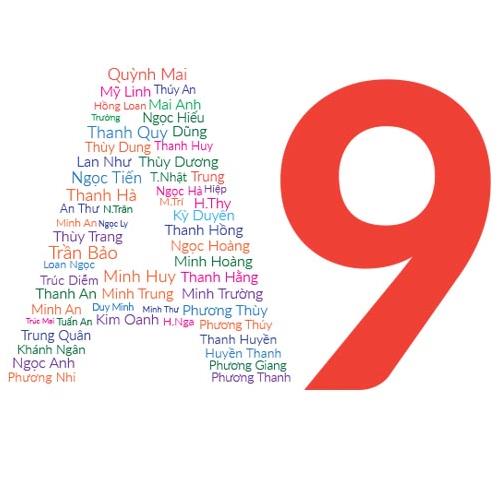 Quỳnh Mai
Mỹ Linh Thúy An
Hồng Loan Mai Anh
Trường Ngọc Hiếu
Thanh Quy Dũng
Thùy Dung Thanh Huy
Lan Như Thùy Dương
Ngọc Tiến T.Nhật Trung
Thanh Hà Ngọc Hà Hiệp
An Thư N.Trân M.Trí H.Thy
Minh An Ngọc Ly Kỳ Duyên
Thùy Trang Thanh Hồng
Trần Bảo Ngọc Hoàng
Loan Ngọc Minh Hoàng
Trúc Diễm Minh Huy Thanh Hằng
Thanh An Minh Trung Minh Trường
Minh An Duy Minh Minh Thư Phương Thùy
Trúc Mai Tuấn An Kim Oanh H.Nga Phương Thúy
Trung Quân Thanh Huyền
Khánh Ngân Huyền Thanh
Ngọc Anh Phương Giang
Phương Nhi Phương Thanh
9